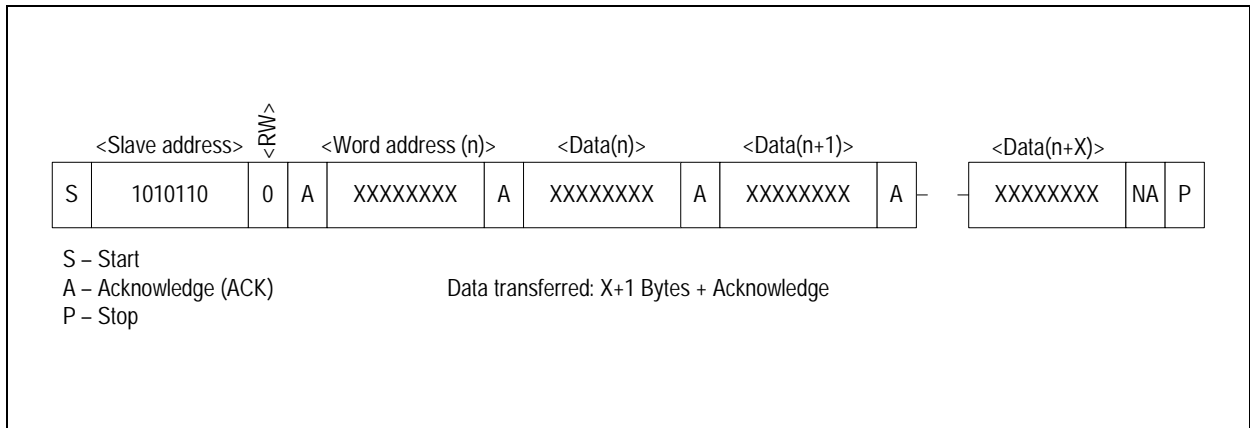 <Slave address> <RW> <Word address (n)> <Data(n)> <Data(n+1)> <Data(n+X)>
S 1010110 0 A XXXXXXXX A XXXXXXXX A XXXXXXXX A XXXXXXXX NA P
S – Start
A – Acknowledge (ACK) Data transferred: X+1 Bytes + Acknowledge
P – Stop